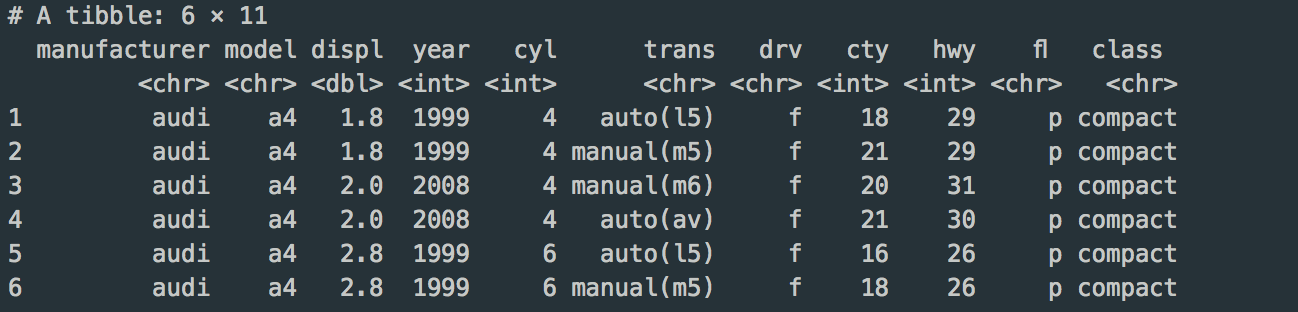 # A tibble: 6 × 11
  manufacturer model displ  year   cyl      trans   drv   cty   hwy    fl   class
         <chr> <chr> <dbl> <int> <int>      <chr> <chr> <int> <int> <chr>   <chr>
1         audi    a4   1.8  1999     4   auto(l5)     f    18    29     p compact
2         audi    a4   1.8  1999     4 manual(m5)     f    21    29     p compact
3         audi    a4   2.0  2008     4 manual(m6)     f    20    31     p compact
4         audi    a4   2.0  2008     4   auto(av)     f    21    30     p compact
5         audi    a4   2.8  1999     6   auto(l5)     f    16    26     p compact
6         audi    a4   2.8  1999     6 manual(m5)     f    18    26     p compact